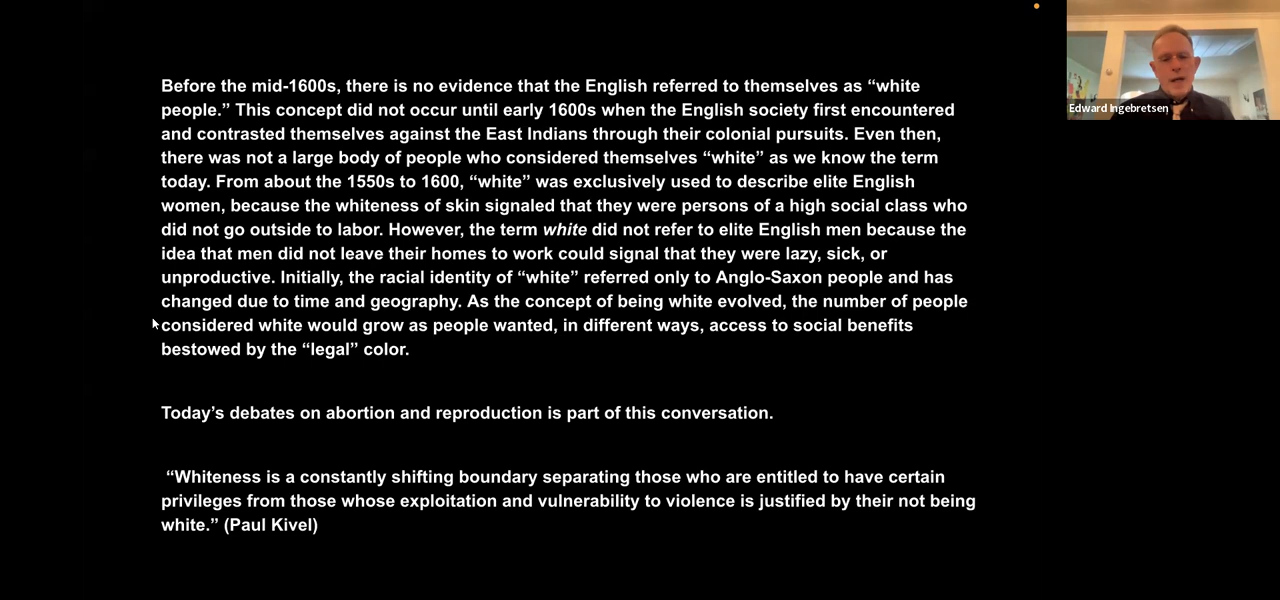 Before the mid-1600s, there is no evidence that the English referred to themselves as “white
people.” This concept did not occur until early 1600s when the English society first encountered
and contrasted themselves against the East Indians through their colonial pursuits. Even then,
there was not a large body of people who considered themselves “white” as we know the term
today. From about the 1550s to 1600, “white” was exclusively used to describe elite English
women, because the whiteness of skin signaled that they were persons of a high social class who
did not go outside to labor. However, the term white did not refer to elite English men because the
idea that men did not leave their homes to work could signal that they were lazy, sick, or
unproductive. Initially, the racial identity of “white” referred only to Anglo-Saxon people and has
changed due to time and geography. As the concept of being white evolved, the number of people
considered white would grow as people wanted, in different ways, access to social benefits
bestowed by the “legal” color.
Today’s debates on abortion and reproduction is part of this conversation.
“Whiteness is a constantly shifting boundary separating those who are entitled to have certain
privileges from those whose exploitation and vulnerability to violence is justified by their not being
white.” (Paul Kivel)
Edward Ingebretsen